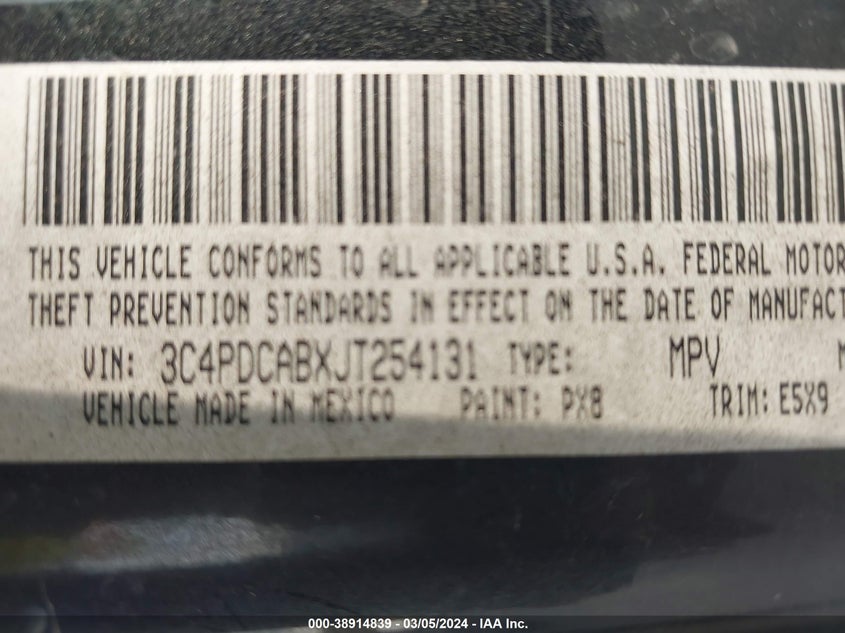 THIS VEHICLE CONFORMS TO ALL APPLICABLE U.S.A. FEDERAL MOTOR
THEFT PREVENTION STANDARDS IN EFFECT ON THE DATE OF MANUFACT
VIN: 3C4PDCABXJT254131 TYPE: MPV M
VEHICLE MADE IN MEXICO PAINT: PX8 TRIM: E5X9
000-38914839 - 03/05/2024 - IAA Inc.